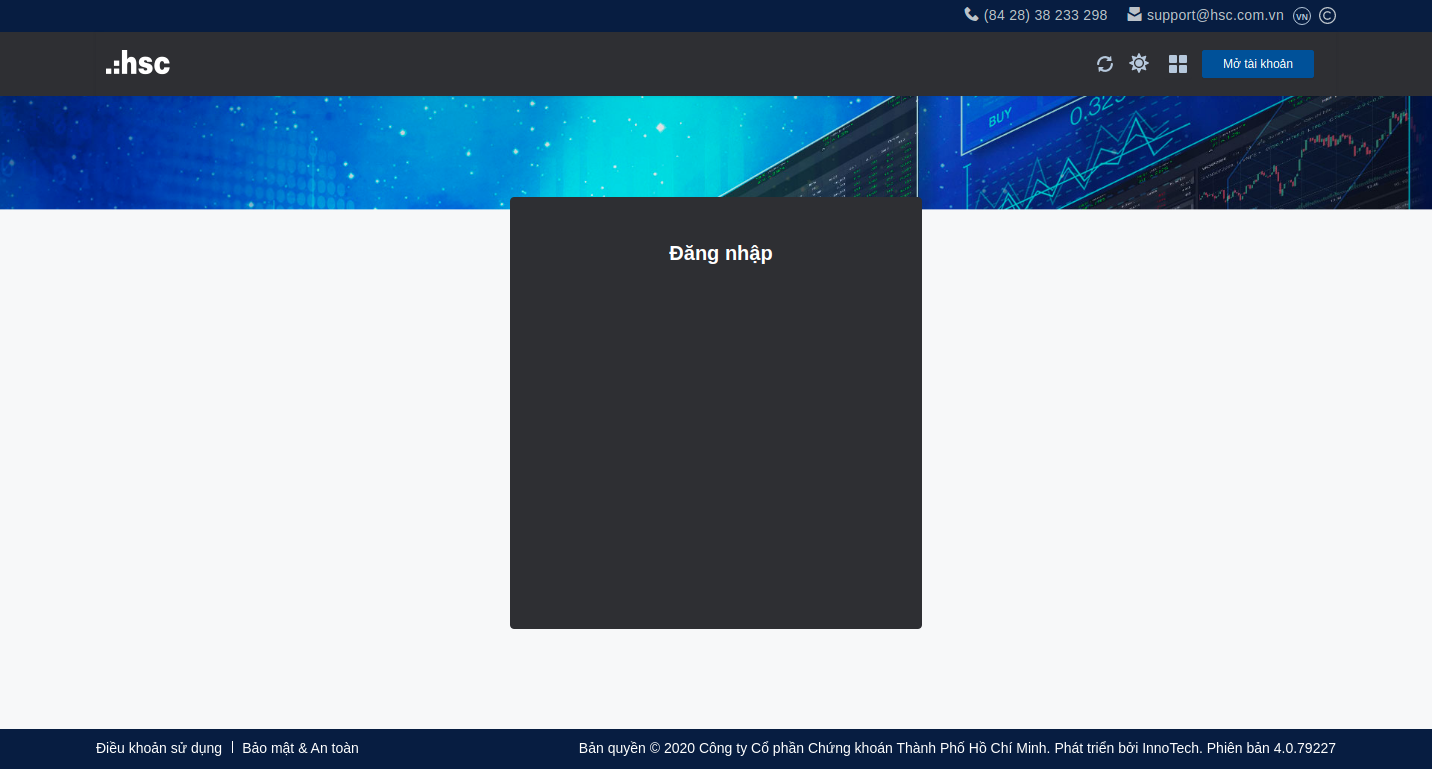 (84 28) 38 233 298 support@hsc.com.vn VN
.:hsc Mở tài khoản
BUY 0.323
Đăng nhập
Điều khoản sử dụng Bảo mật & An toàn Bản quyền © 2020 Công ty Cổ phần Chứng khoán Thành Phố Hồ Chí Minh. Phát triển bởi InnoTech. Phiên bản 4.0.79227